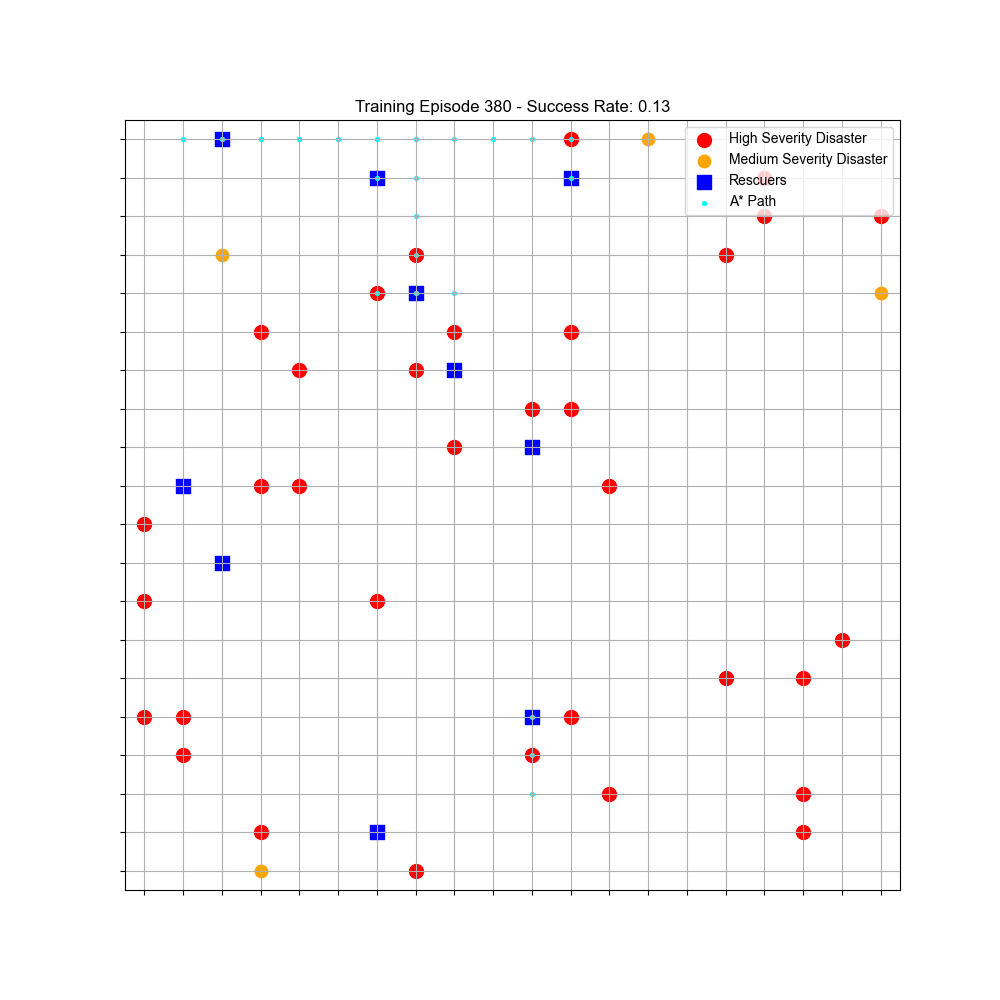 Training Episode 380 - Success Rate: 0.13
High Severity Disaster
Medium Severity Disaster
Rescuers
A* Path